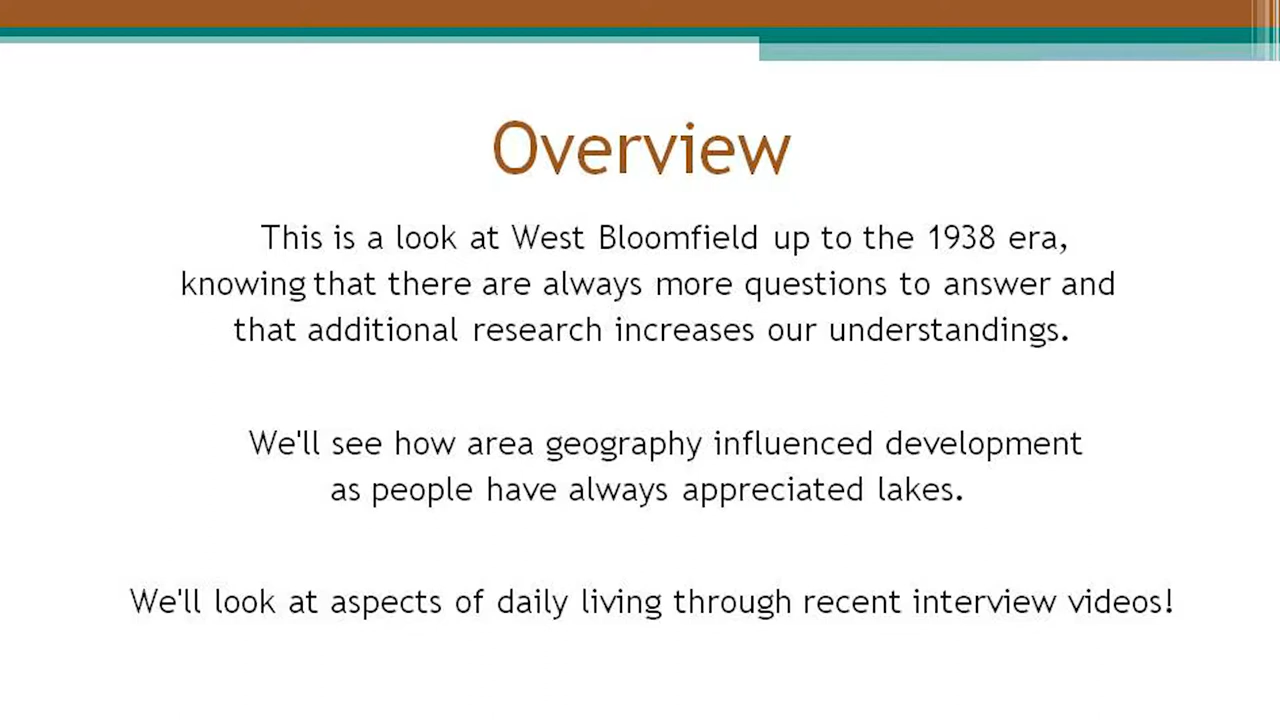 Overview
This is a look at West Bloomfield up to the 1938 era,
knowing that there are always more questions to answer and
that additional research increases our understandings.
We'll see how area geography influenced development
as people have always appreciated lakes.
We'll look at aspects of daily living through recent interview videos!